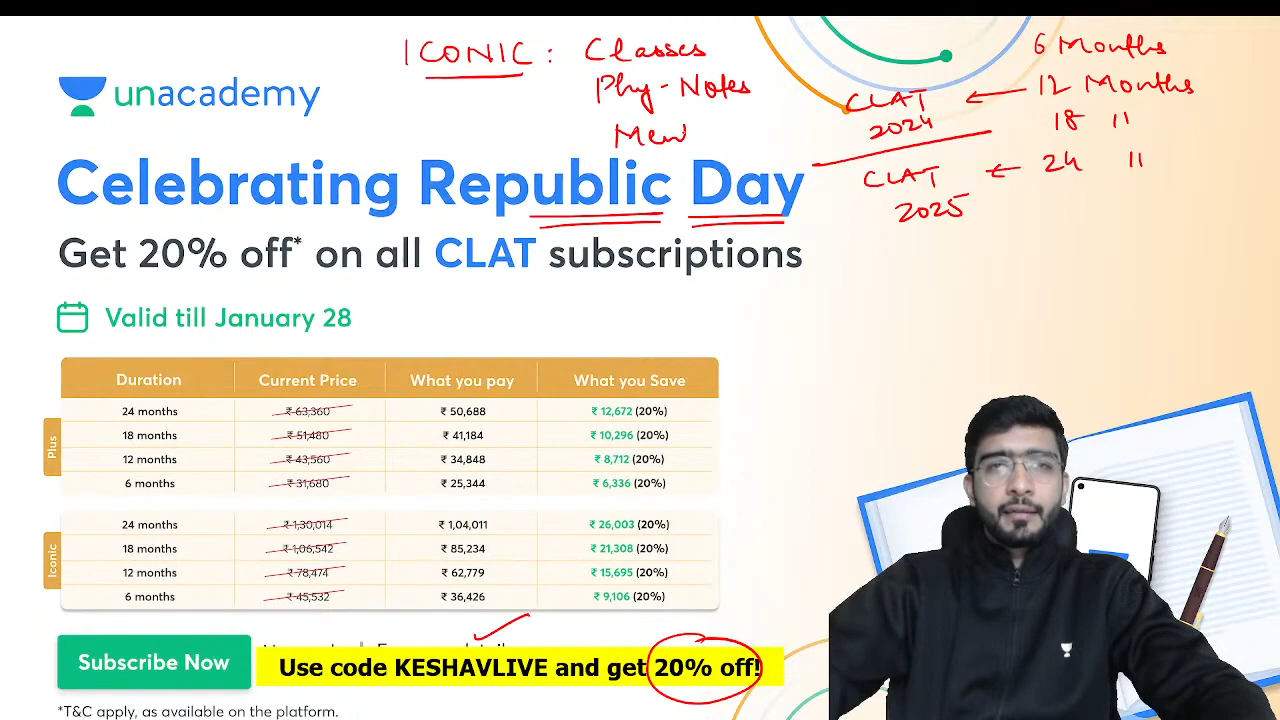 ICONIC : Classes
Phy-Notes
Men
6 Months
CLAT 2024 ← 12 Months
18 11
CLAT 2025 ← 24 11
unacademy
Celebrating Republic Day
Get 20% off* on all CLAT subscriptions
Valid till January 28
Duration Current Price What you pay What you Save
Plus
24 months ₹ 63,360 ₹ 50,688 ₹ 12,672 (20%)
18 months ₹ 51,480 ₹ 41,184 ₹ 10,296 (20%)
12 months ₹ 43,560 ₹ 34,848 ₹ 8,712 (20%)
6 months ₹ 31,680 ₹ 25,344 ₹ 6,336 (20%)
Iconic
24 months ₹ 1,30,014 ₹ 1,04,011 ₹ 26,003 (20%)
18 months ₹ 1,06,542 ₹ 85,234 ₹ 21,308 (20%)
12 months ₹ 78,474 ₹ 62,779 ₹ 15,695 (20%)
6 months ₹ 45,532 ₹ 36,426 ₹ 9,106 (20%)
Subscribe Now
Use code KESHAVLIVE and get 20% off!
*T&C apply, as available on the platform.